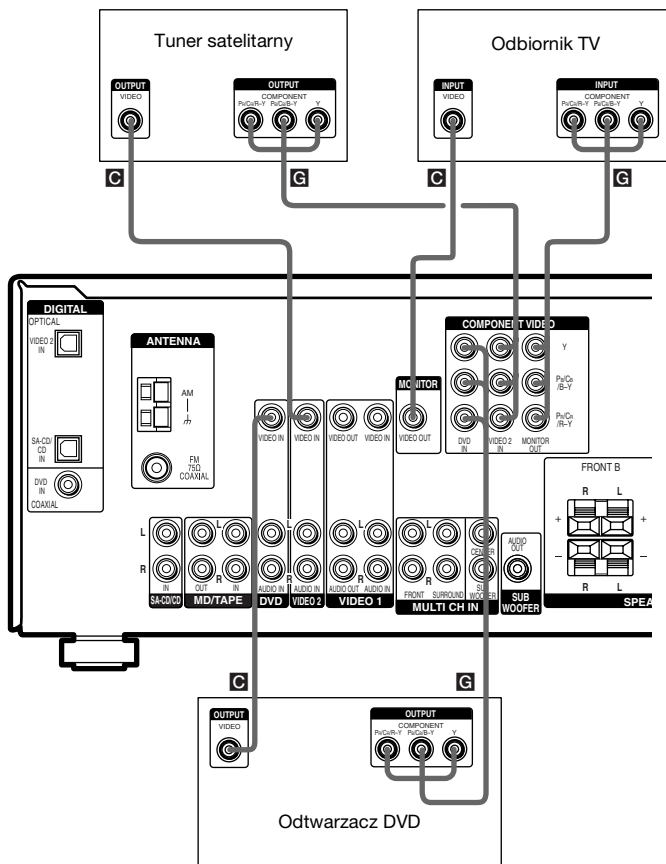 Tuner satelitarny
Odbiornik TV
OUTPUT
VIDEO
OUTPUT
COMPONENT
PR/CR/R–Y PB/CB/B–Y Y
INPUT
VIDEO
INPUT
COMPONENT
PR/CR/R–Y PB/CB/B–Y Y
C
G
C
G
DIGITAL
OPTICAL
VIDEO 2
IN
SA-CD/
CD
IN
DVD
IN
COAXIAL
ANTENNA
AM
FM
75Ω
COAXIAL
MONITOR
VIDEO OUT
COMPONENT VIDEO
Y
PB/CB
/B–Y
PR/CR
/R–Y
DVD
IN
VIDEO 2
IN
MONITOR
OUT
VIDEO IN
VIDEO IN
VIDEO OUT
VIDEO IN
FRONT B
R L
+ +
– –
R L
SPEA
L
R
IN
SA-CD/CD
L
R
OUT
IN
MD/TAPE
L
R
AUDIO IN
DVD
AUDIO IN
VIDEO 2
L
R
AUDIO OUT
AUDIO IN
VIDEO 1
L
R
FRONT
SURROUND
CENTER
SUB
WOOFER
MULTI CH IN
AUDIO
OUT
SUB
WOOFER
C
G
OUTPUT
VIDEO
OUTPUT
COMPONENT
PR/CR/R–Y PB/CB/B–Y Y
Odtwarzacz DVD